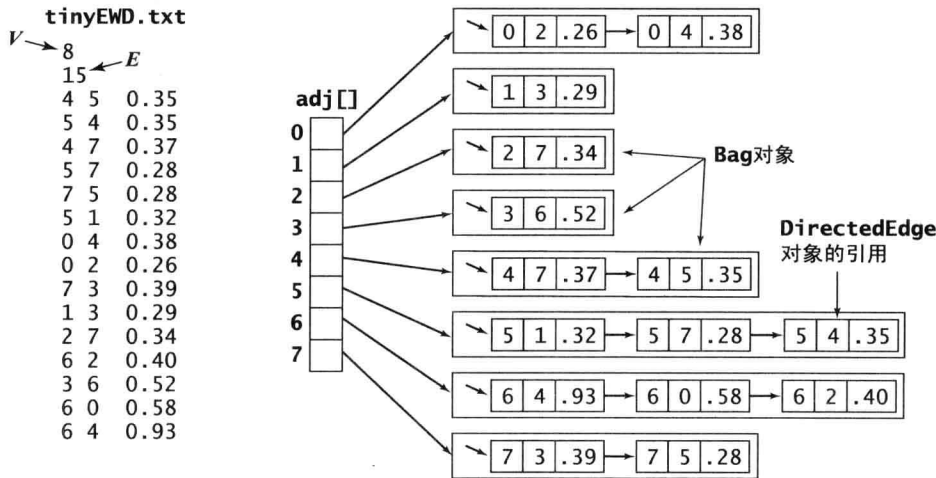 tinyEWD.txt
V
8
15
E
4 5 0.35
5 4 0.35
4 7 0.37
5 7 0.28
7 5 0.28
5 1 0.32
0 4 0.38
0 2 0.26
7 3 0.39
1 3 0.29
2 7 0.34
6 2 0.40
3 6 0.52
6 0 0.58
6 4 0.93
adj[]
0
1
2
3
4
5
6
7
0 2 .26 0 4 .38
1 3 .29
2 7 .34
3 6 .52
4 7 .37 4 5 .35
5 1 .32 5 7 .28 5 4 .35
6 4 .93 6 0 .58 6 2 .40
7 3 .39 7 5 .28
Bag对象
DirectedEdge
对象的引用